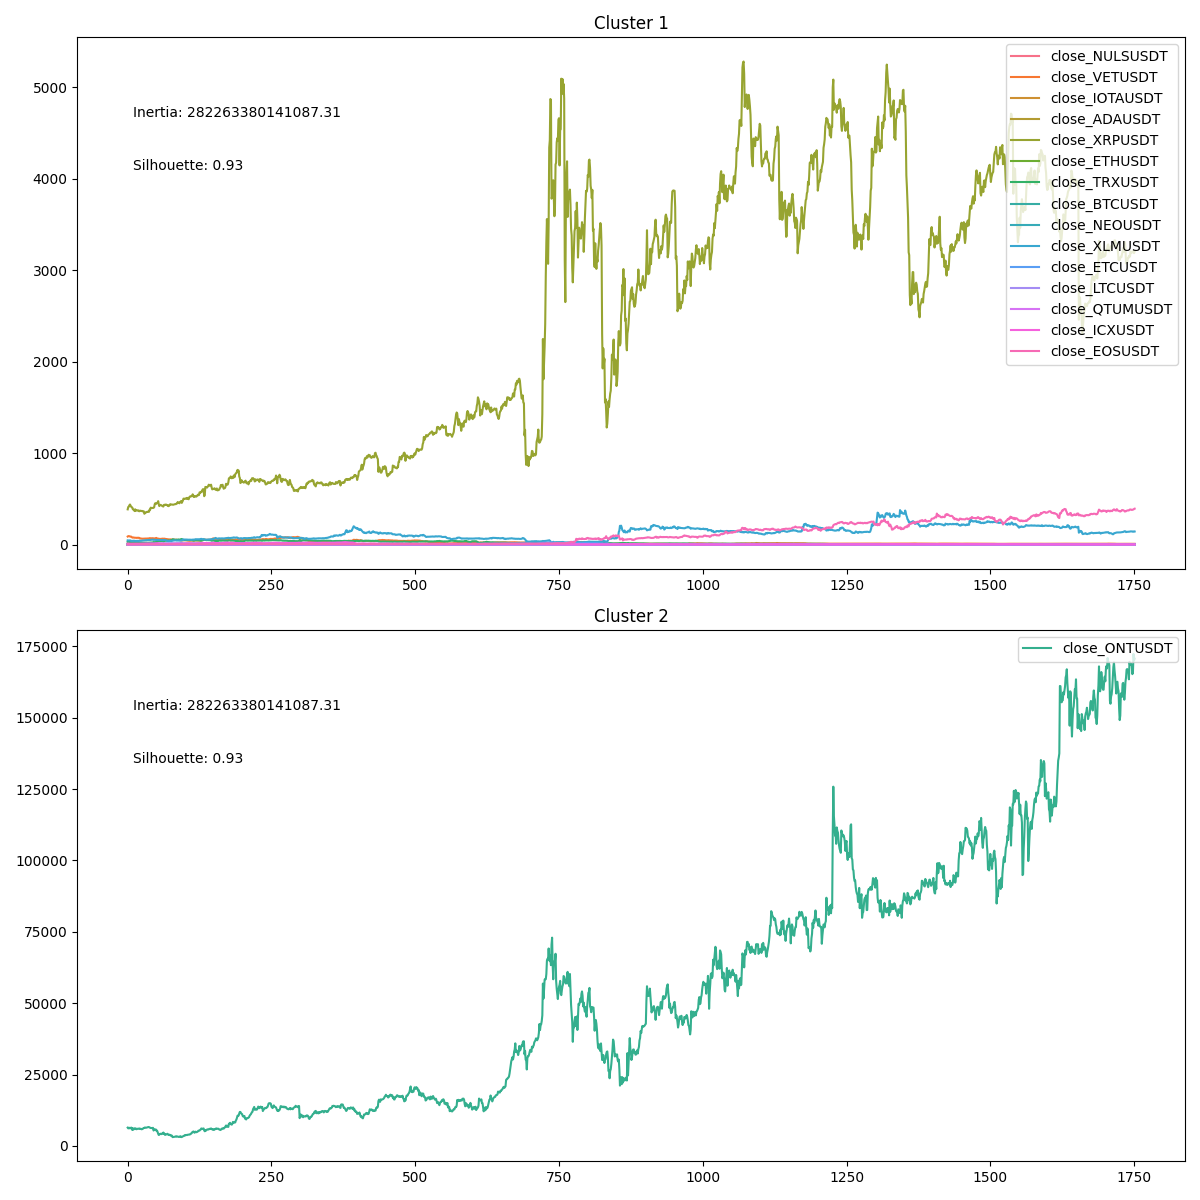 Cluster 1
5000
4000
3000
2000
1000
0
Inertia: 282263380141087.31
Silhouette: 0.93
close_NULSUSDT
close_VETUSDT
close_IOTAUSDT
close_ADAUSDT
close_XRPUSDT
close_ETHUSDT
close_TRXUSDT
close_BTCUSDT
close_NEOUSDT
close_XLMUSDT
close_ETCUSDT
close_LTCUSDT
close_QTUMUSDT
close_ICXUSDT
close_EOSUSDT
0 250 500 750 1000 1250 1500 1750
Cluster 2
175000
150000
125000
100000
75000
50000
25000
0
Inertia: 282263380141087.31
Silhouette: 0.93
close_ONTUSDT
0 250 500 750 1000 1250 1500 1750